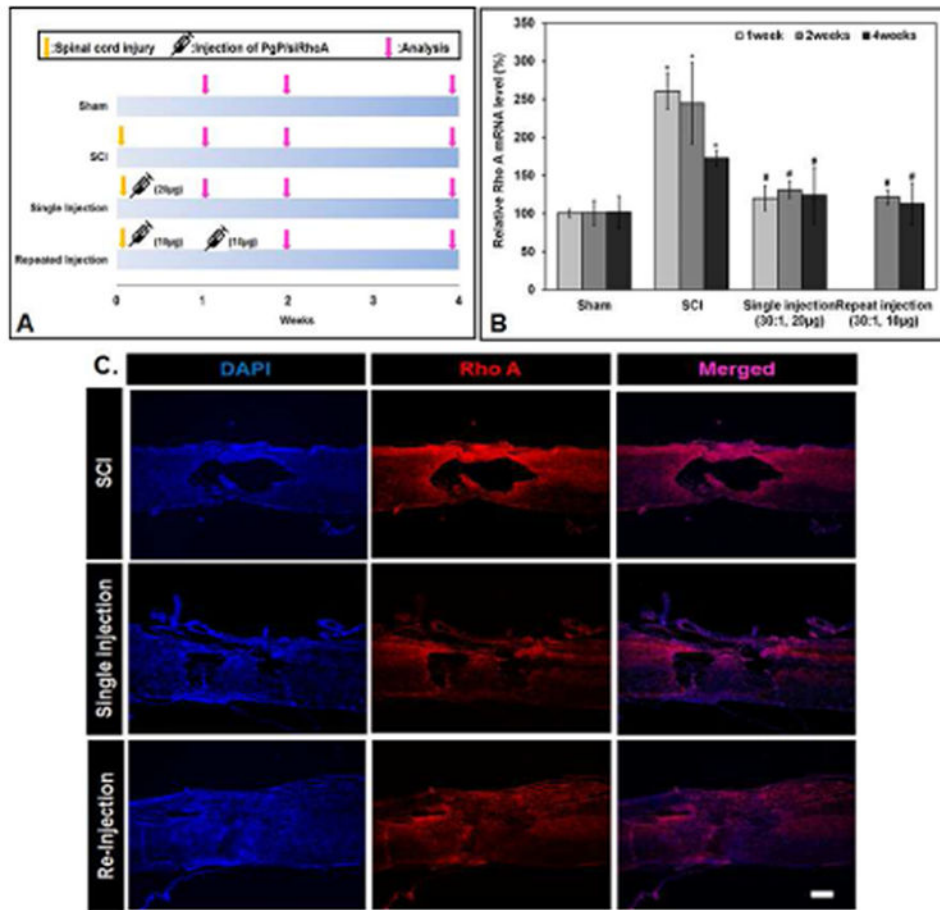 :Spinal cord injury :Injection of PgP/siRhoA :Analysis
Sham
SCI
Single Injection (20µg)
Repeated Injection (10µg) (10µg)
0 1 2 4
Weeks
A
Relative Rho A mRNA level (%)
350
300
250
200
150
100
50
0
1week 2weeks 4weeks
* * *
# # # # #
Sham SCI Single injection Repeat injection
(30:1, 20µg) (30:1, 10µg)
B
C.
DAPI Rho A Merged
SCI
Single injection
Re-Injection